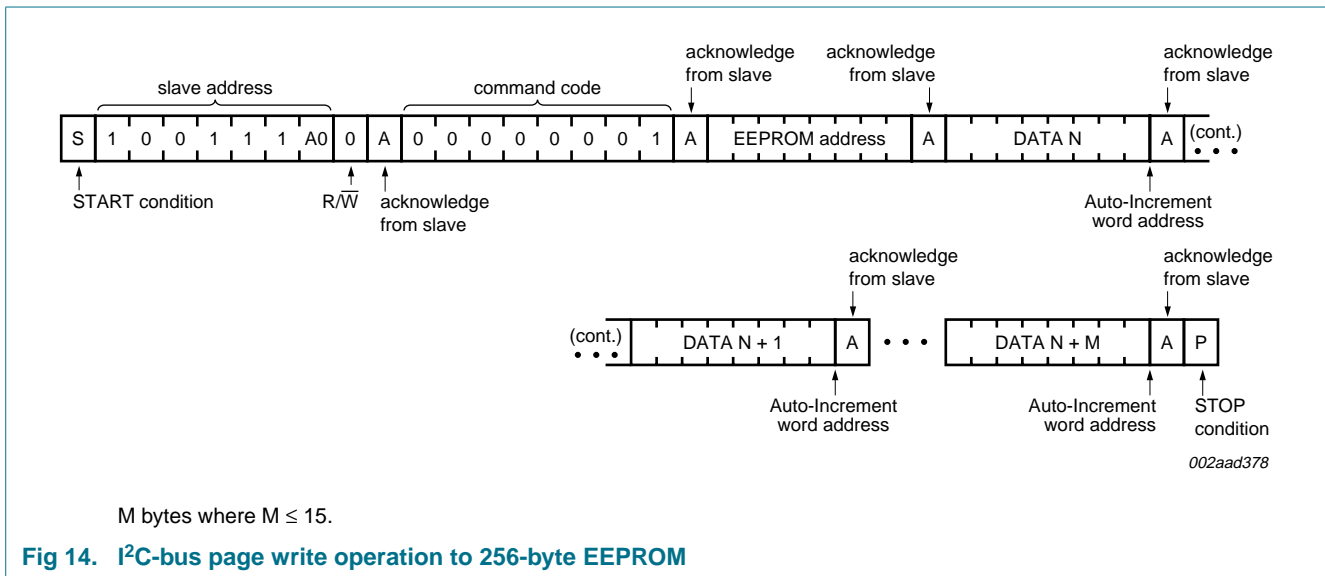 acknowledge from slave
acknowledge from slave
acknowledge from slave
slave address
command code
S 1 0 0 1 1 1 A0 0 A 0 0 0 0 0 0 0 1 A EEPROM address A DATA N A (cont.)
START condition
R/W̅
acknowledge from slave
Auto-Increment word address
acknowledge from slave
acknowledge from slave
(cont.) DATA N + 1 A • • • DATA N + M A P
Auto-Increment word address
Auto-Increment word address
STOP condition
002aad378
M bytes where M ≤ 15.
Fig 14. I²C-bus page write operation to 256-byte EEPROM